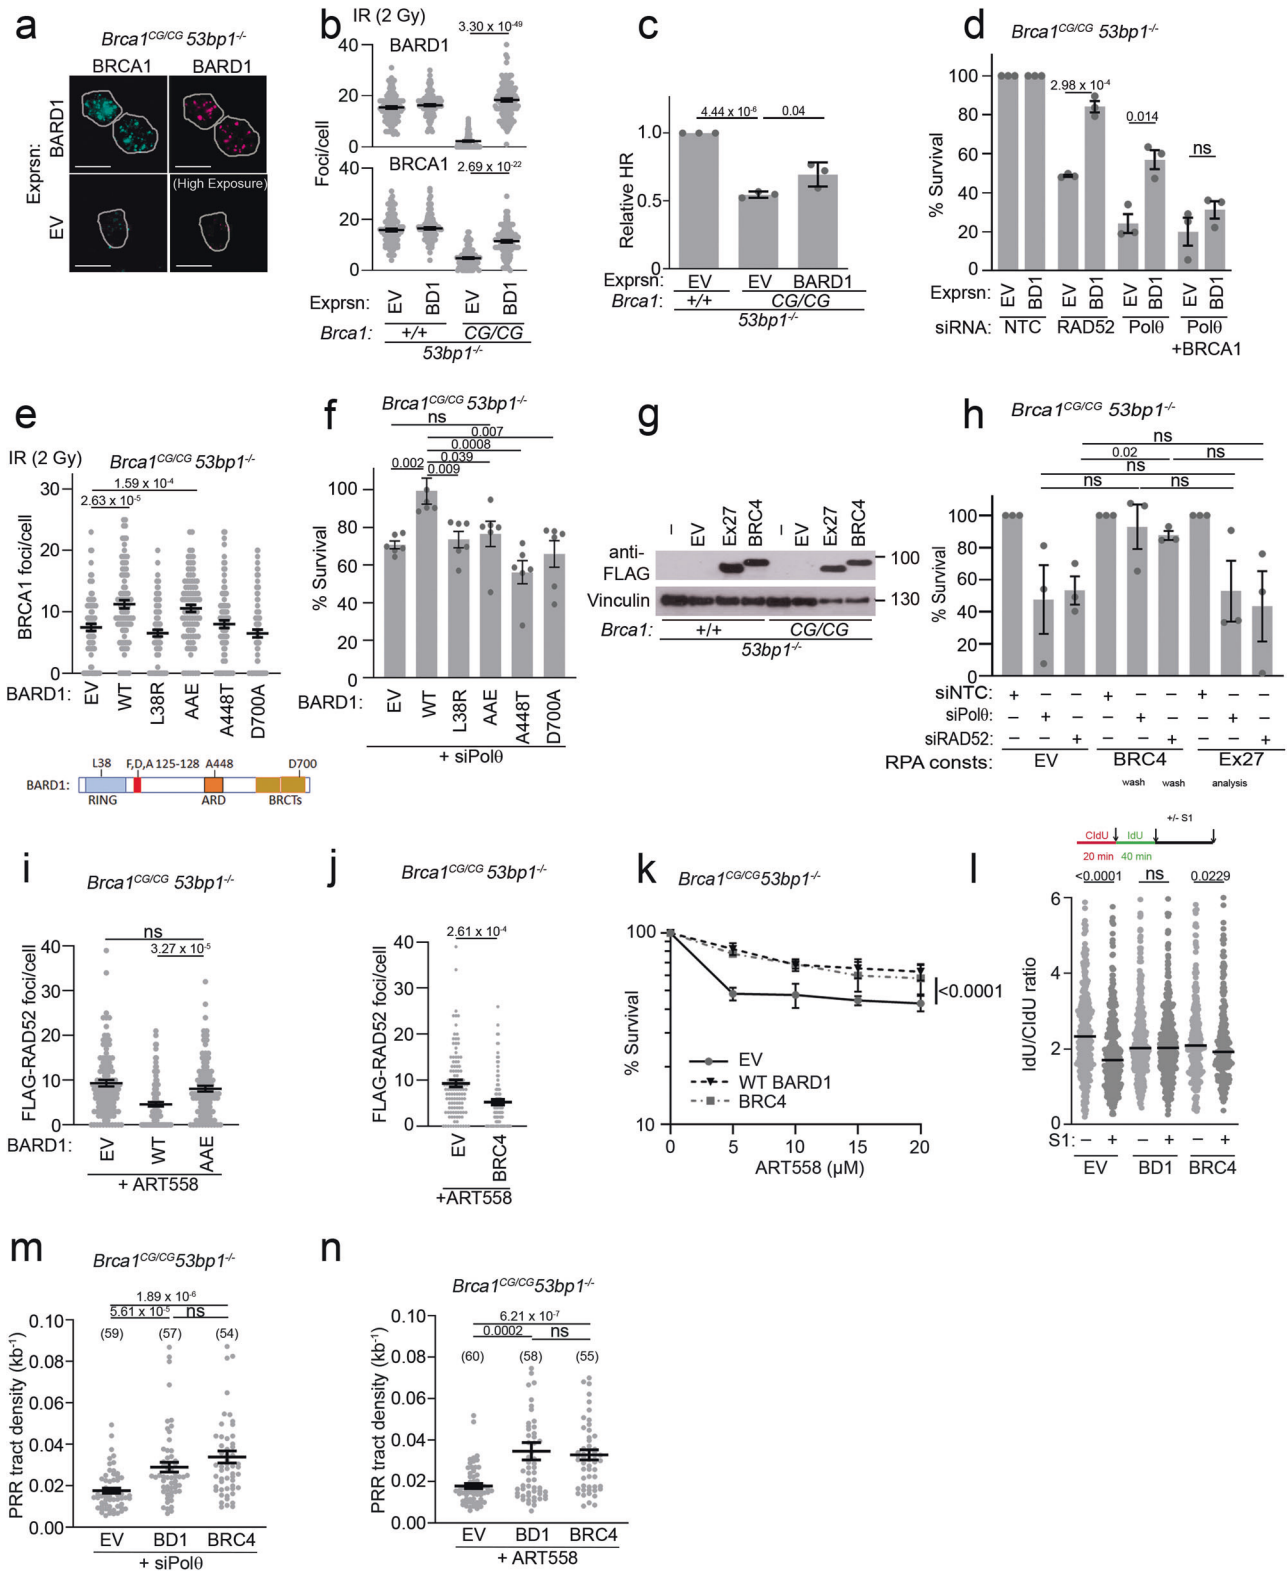 a
Brca1CG/CG 53bp1-/-
BRCA1 BARD1
Exprsn:
BARD1
EV
(High Exposure)
b
IR (2 Gy)
3.30 x 10-49
BARD1
40
20
0
Foci/cell
40
BRCA1
2.69 x 10-22
20
0
Exprsn: EV BD1 EV BD1
Brca1: +/+ CG/CG
53bp1-/-
c
4.44 x 10-6 0.04
1.0
0.5
0
Relative HR
Exprsn: EV EV BARD1
Brca1: +/+ CG/CG
53bp1-/-
d
Brca1CG/CG 53bp1-/-
2.98 x 10-4
0.014
ns
100
80
60
40
20
0
% Survival
Exprsn: EV BD1 EV BD1 EV BD1 EV BD1
siRNA: NTC RAD52 Polθ Polθ
+BRCA1
e
IR (2 Gy)
Brca1CG/CG 53bp1-/-
1.59 x 10-4
2.63 x 10-5
30
20
10
0
BRCA1 foci/cell
BARD1: EV WT L38R AAE A448T D700A
L38 F,D,A 125-128 A448 D700
BARD1:
RING ARD BRCTs
f
Brca1CG/CG 53bp1-/-
ns
0.007
0.0008
0.039
0.002 0.009
100
80
60
40
20
0
% Survival
BARD1: EV WT L38R AAE A448T D700A
+ siPolθ
g
– EV Ex27 BRC4 – EV Ex27 BRC4
anti-
FLAG
- 100
Vinculin - 130
Brca1: +/+ CG/CG
53bp1-/-
h
Brca1CG/CG 53bp1-/-
ns
0.02 ns
ns
ns ns
100
80
60
40
20
0
% Survival
siNTC: + – – + – – + – –
siPolθ: – + – – + – – + –
siRAD52: – – + – – + – – +
RPA consts: EV BRC4 Ex27
wash wash analysis
i
Brca1CG/CG 53bp1-/-
ns
3.27 x 10-5
40
30
20
10
0
FLAG-RAD52 foci/cell
BARD1: EV WT AAE
+ ART558
j
Brca1CG/CG 53bp1-/-
2.61 x 10-4
40
30
20
10
0
FLAG-RAD52 foci/cell
EV BRC4
+ART558
k
Brca1CG/CG53bp1-/-
100
10
% Survival
<0.0001
EV
WT BARD1
BRC4
0 5 10 15 20
ART558 (µM)
l
+/- S1
CldU IdU
20 min 40 min
<0.0001 ns 0.0229
6
4
2
0
IdU/CldU ratio
S1: – + – + – +
EV BD1 BRC4
m
Brca1CG/CG53bp1-/-
1.89 x 10-6
5.61 x 10-5 ns
(59) (57) (54)
0.10
0.08
0.06
0.04
0.02
0.00
PRR tract density (kb-1)
EV BD1 BRC4
+ siPolθ
n
Brca1CG/CG53bp1-/-
6.21 x 10-7
0.0002 ns
(60) (58) (55)
0.10
0.08
0.06
0.04
0.02
0.00
PRR tract density (kb-1)
EV BD1 BRC4
+ ART558